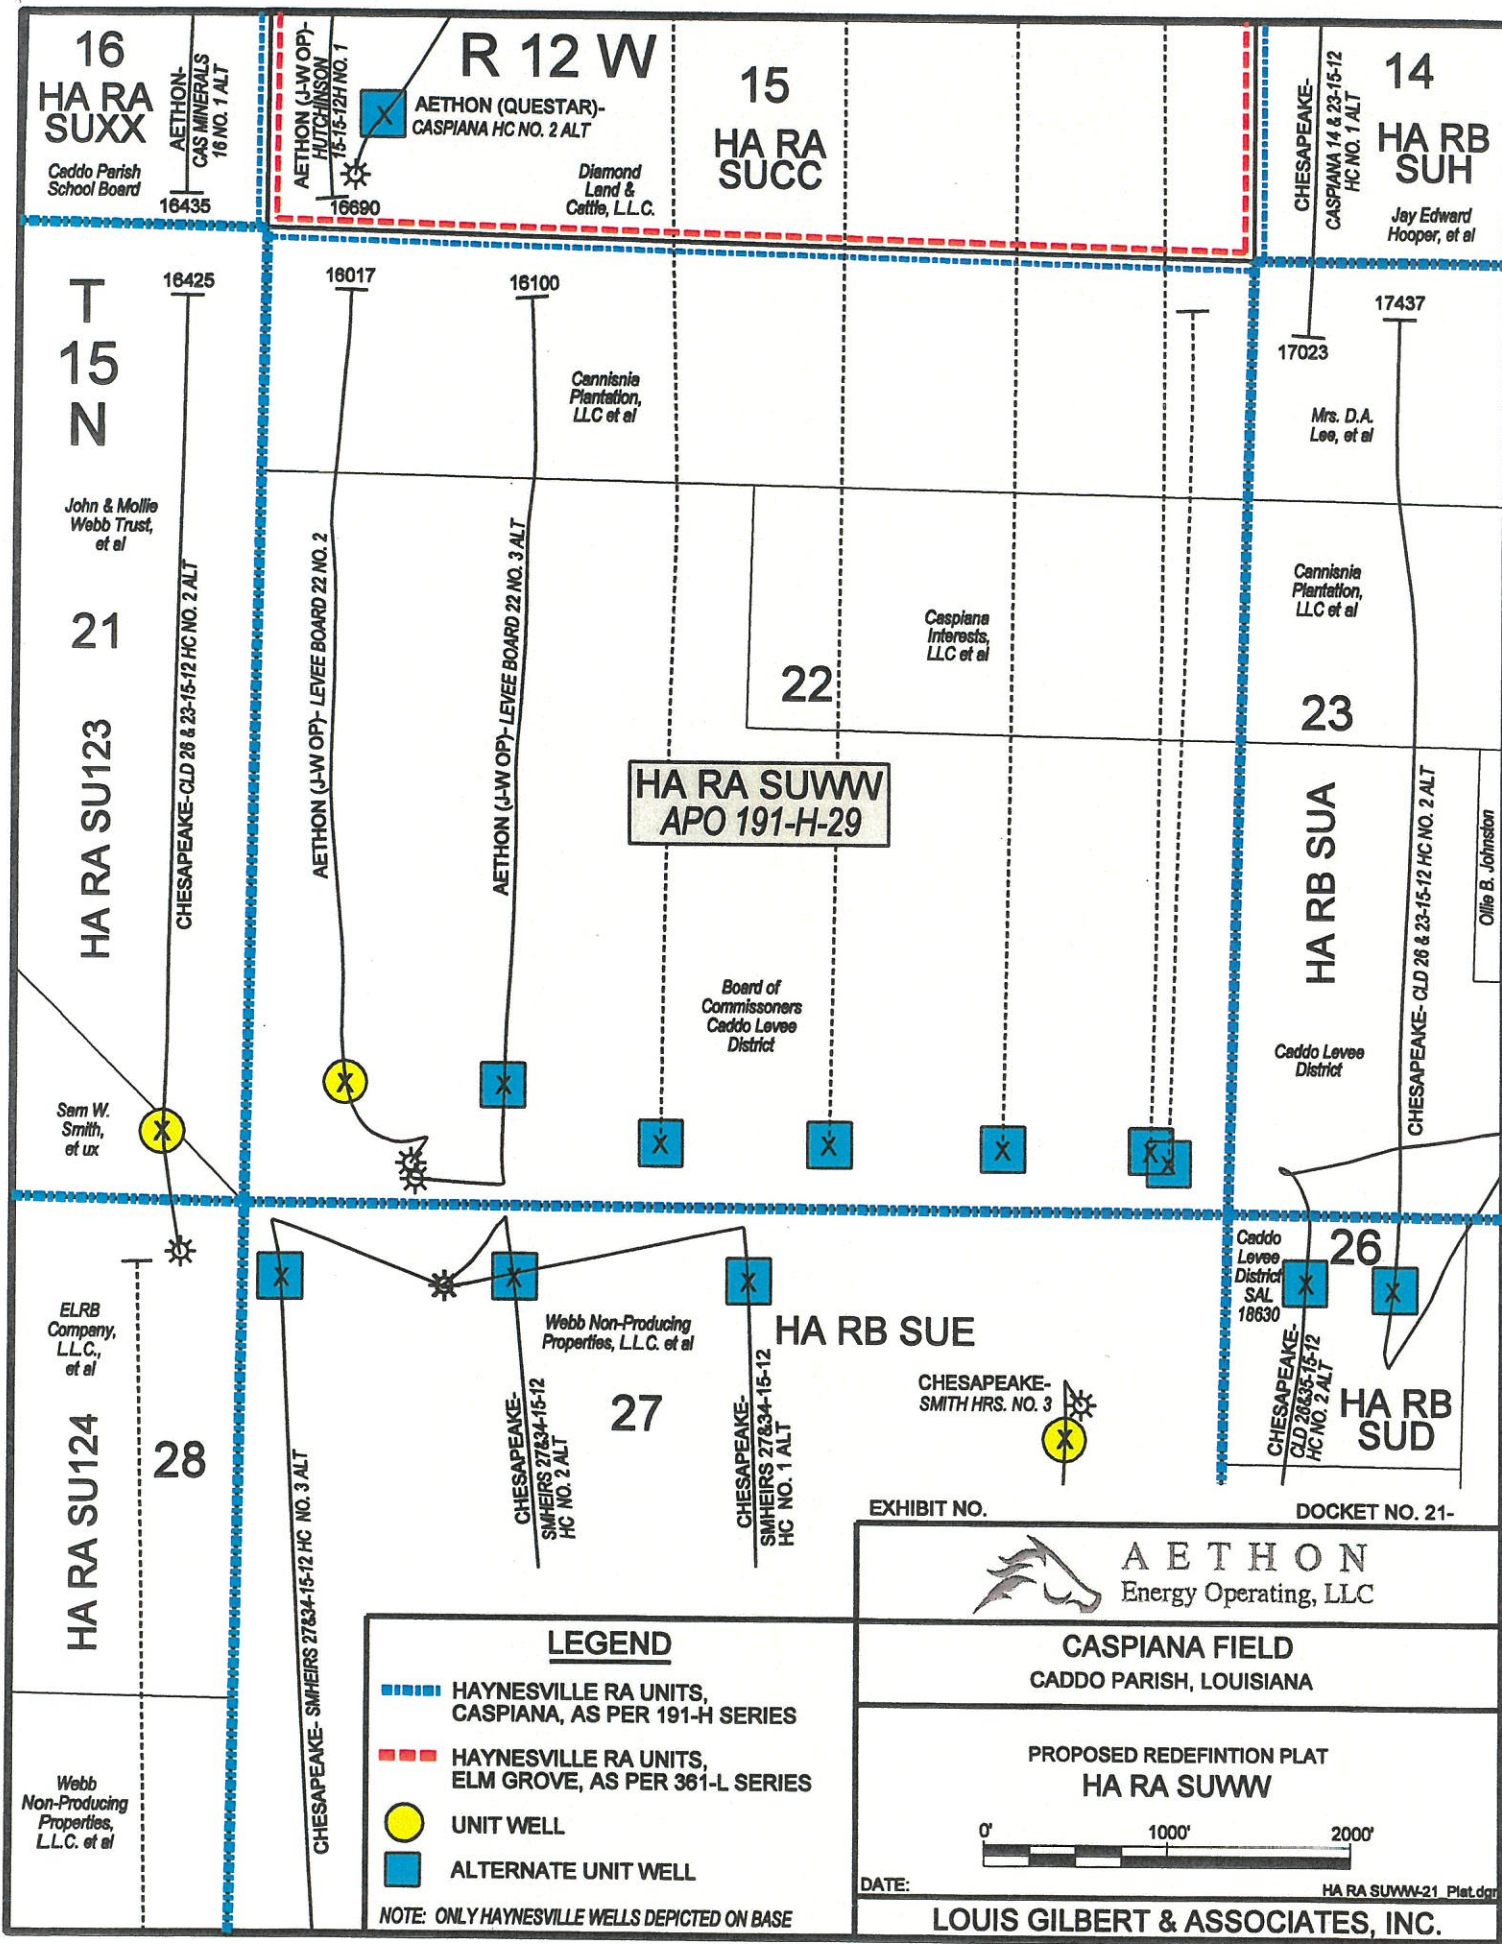 16
HA RA
SUXX
Caddo Parish
School Board
AETHON-
CAS MINERALS
16 NO. 1 ALT
16435
AETHON (J-W OP)-
HUTCHINSON
15-15-12H NO. 1
16690
R 12 W
X
AETHON (QUESTAR)-
CASPIANA HC NO. 2 ALT
Diamond
Land &
Cattle, L.L.C.
15
HA RA
SUCC
CHESAPEAKE-
CASPIANA 14 & 23-15-12
HC NO. 1 ALT
17023
14
HA RB
SUH
Jay Edward
Hooper, et al
T
15
N
16425
John & Mollie
Webb Trust,
et al
21
HA RA SU123
CHESAPEAKE- CLD 26 & 23-15-12 HC NO. 2 ALT
Sam W.
Smith,
et ux
X
16017
AETHON (J-W OP)- LEVEE BOARD 22 NO. 2
X
16100
AETHON (J-W OP)- LEVEE BOARD 22 NO. 3 ALT
X
Cannisnia
Plantation,
LLC et al
Caspiana
Interests,
LLC et al
22
HA RA SUWW
APO 191-H-29
Board of
Commissoners
Caddo Levee
District
X
X
X
X
X
17437
Mrs. D.A.
Lee, et al
Cannisnia
Plantation,
LLC et al
23
HA RB SUA
CHESAPEAKE- CLD 26 & 23-15-12 HC NO. 2 ALT
Ollie B. Johnston
Caddo Levee
District
ELRB
Company,
L.L.C.,
et al
HA RA SU124
28
Webb
Non-Producing
Properties,
L.L.C. et al
X
CHESAPEAKE- SMHEIRS 27&34-15-12 HC NO. 3 ALT
X
CHESAPEAKE-
SMHEIRS 27&34-15-12
HC NO. 2 ALT
Webb Non-Producing
Properties, L.L.C. et al
27
X
CHESAPEAKE-
SMHEIRS 27&34-15-12
HC NO. 1 ALT
HA RB SUE
CHESAPEAKE-
SMITH HRS. NO. 3
X
Caddo
Levee
District
SAL
18630
26
X
X
CHESAPEAKE-
CLD 26&35-15-12
HC NO. 2 ALT
HA RB
SUD
EXHIBIT NO.
DOCKET NO. 21-
AETHON
Energy Operating, LLC
CASPIANA FIELD
CADDO PARISH, LOUISIANA
PROPOSED REDEFINTION PLAT
HA RA SUWW
0' 1000' 2000'
DATE:
HA RA SUWW-21_Plat.dgn
LOUIS GILBERT & ASSOCIATES, INC.
LEGEND
HAYNESVILLE RA UNITS,
CASPIANA, AS PER 191-H SERIES
HAYNESVILLE RA UNITS,
ELM GROVE, AS PER 361-L SERIES
UNIT WELL
ALTERNATE UNIT WELL
NOTE: ONLY HAYNESVILLE WELLS DEPICTED ON BASE